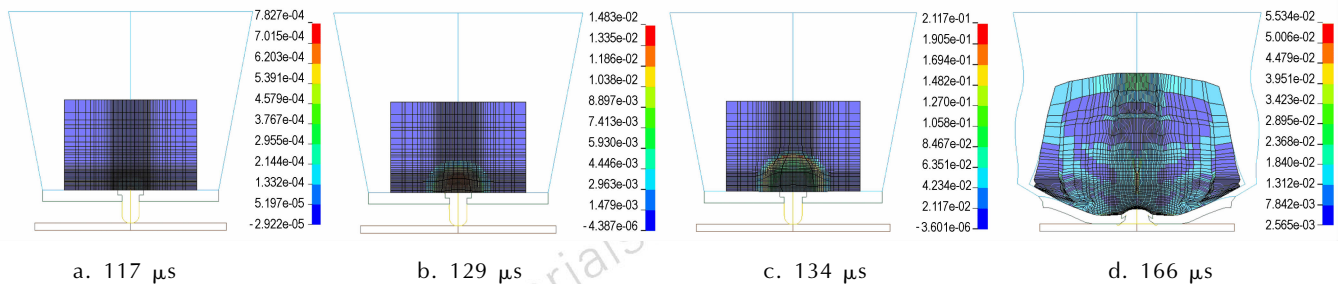 7.827e-04
7.015e-04
6.203e-04
5.391e-04
4.579e-04
3.767e-04
2.955e-04
2.144e-04
1.332e-04
5.197e-05
-2.922e-05
1.483e-02
1.335e-02
1.186e-02
1.038e-02
8.897e-03
7.413e-03
5.930e-03
4.446e-03
2.963e-03
1.479e-03
-4.387e-06
2.117e-01
1.905e-01
1.694e-01
1.482e-01
1.270e-01
1.058e-01
8.467e-02
6.351e-02
4.234e-02
2.117e-02
-3.601e-06
5.534e-02
5.006e-02
4.479e-02
3.951e-02
3.423e-02
2.895e-02
2.368e-02
1.840e-02
1.312e-02
7.842e-03
2.565e-03
a. 117 μs
b. 129 μs
c. 134 μs
d. 166 μs